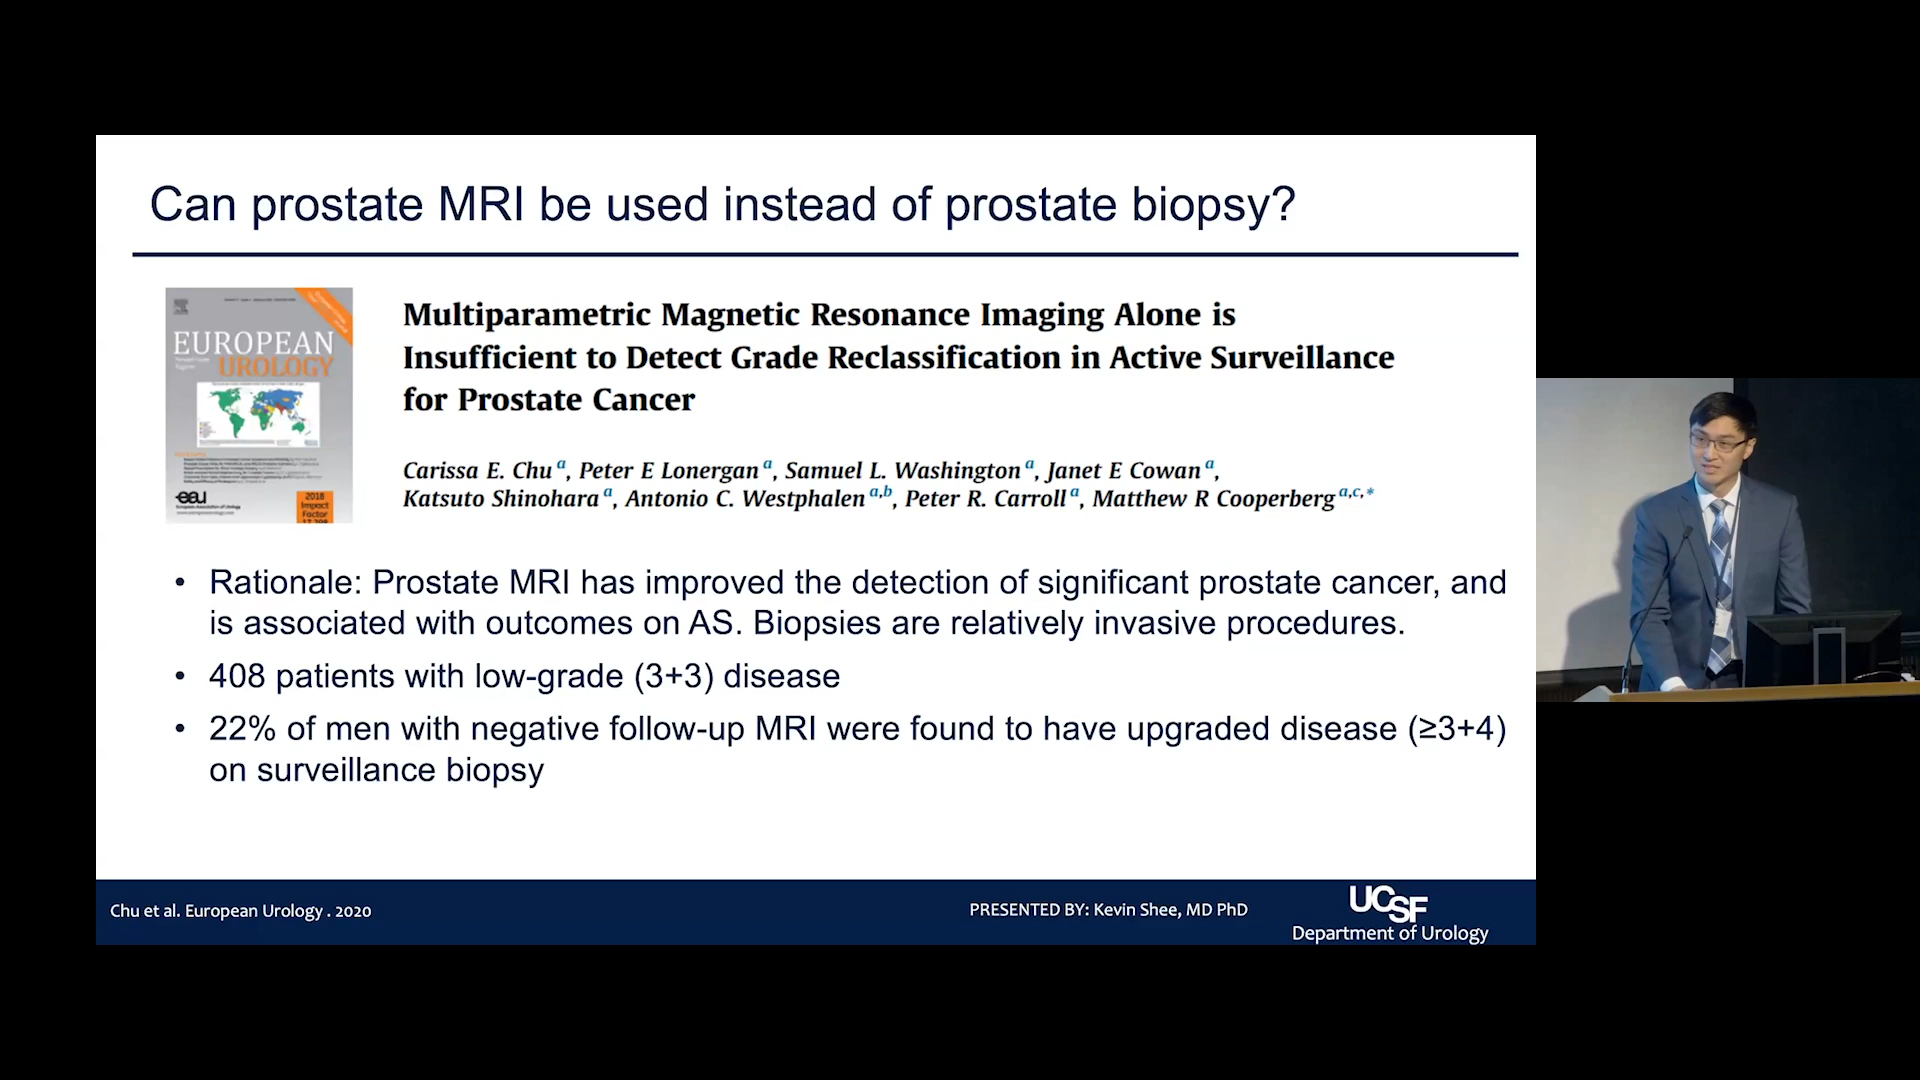 Can prostate MRI be used instead of prostate biopsy?
EUROPEAN
UROLOGY
eau
European Association of Urology
2018
Impact
Factor
Multiparametric Magnetic Resonance Imaging Alone is
Insufficient to Detect Grade Reclassification in Active Surveillance
for Prostate Cancer
Carissa E. Chu a, Peter E Lonergan a, Samuel L. Washington a, Janet E Cowan a,
Katsuto Shinohara a, Antonio C. Westphalen a,b, Peter R. Carroll a, Matthew R Cooperberg a,c,*
• Rationale: Prostate MRI has improved the detection of significant prostate cancer, and
is associated with outcomes on AS. Biopsies are relatively invasive procedures.
• 408 patients with low-grade (3+3) disease
• 22% of men with negative follow-up MRI were found to have upgraded disease (≥3+4)
on surveillance biopsy
Chu et al. European Urology . 2020
PRESENTED BY: Kevin Shee, MD PhD
UCSF
Department of Urology